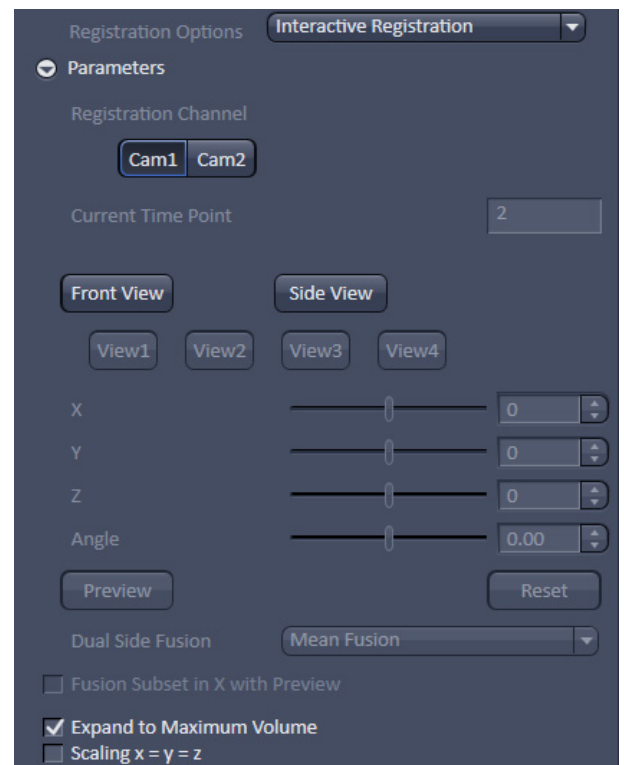 Registration Options Interactive Registration
Parameters
Registration Channel
Cam1 Cam2
Current Time Point 2
Front View Side View
View1 View2 View3 View4
X 0
Y 0
Z 0
Angle 0.00
Preview Reset
Dual Side Fusion Mean Fusion
Fusion Subset in X with Preview
Expand to Maximum Volume
Scaling x = y = z